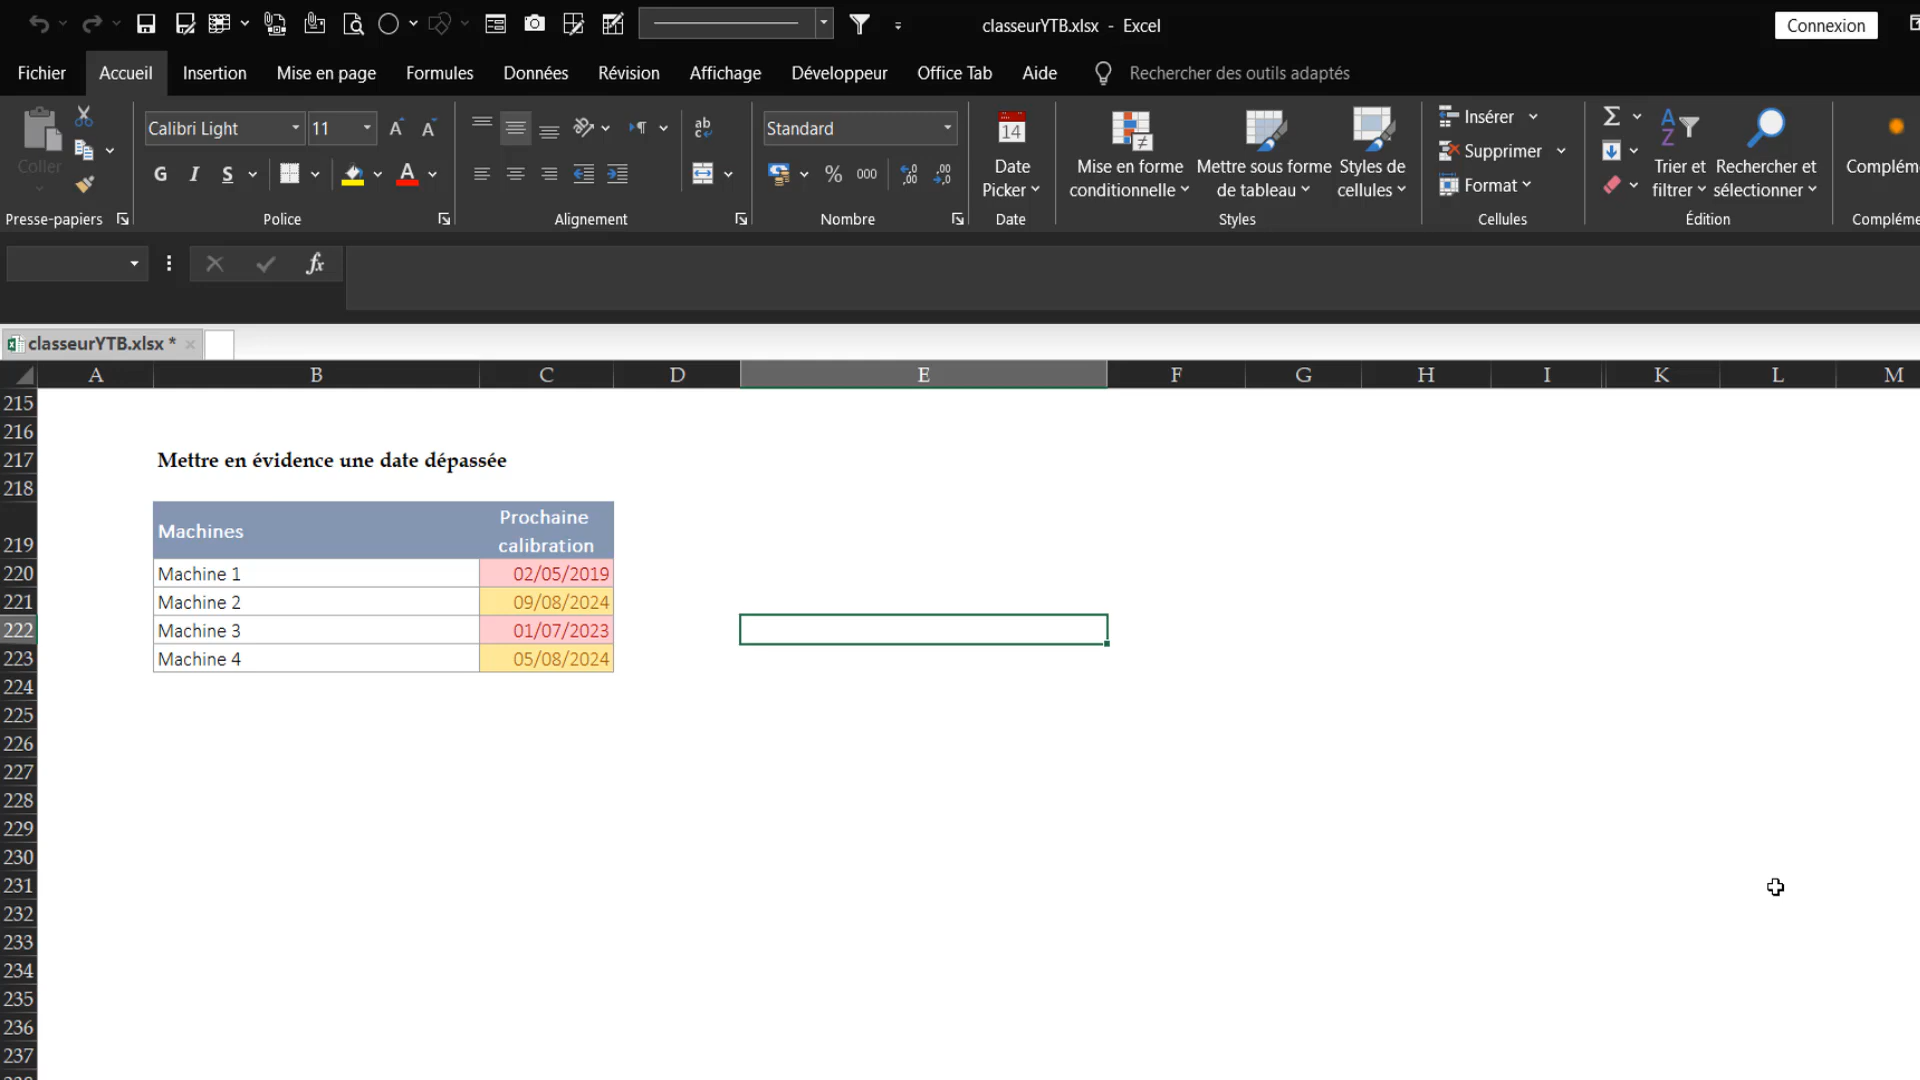 classeurYTB.xlsx - Excel
Connexion
Fichier Accueil Insertion Mise en page Formules Données Révision Affichage Développeur Office Tab Aide Rechercher des outils adaptés
Coller
Presse-papiers
Calibri Light 11
G I S A
Police
ab
Alignement
Standard
% 000
Nombre
14
Date
Picker
Date
Mise en forme
conditionnelle
Mettre sous forme
de tableau
Styles de
cellules
Styles
Insérer
Supprimer
Format
Cellules
Trier et
filtrer
Rechercher et
sélectionner
Édition
Complém
Compléme
fx
classeurYTB.xlsx *
A B C D E F G H I K L M
215
216
217 Mettre en évidence une date dépassée
218
219 Machines Prochaine
calibration
220 Machine 1 02/05/2019
221 Machine 2 09/08/2024
222 Machine 3 01/07/2023
223 Machine 4 05/08/2024
224
225
226
227
228
229
230
231
232
233
234
235
236
237